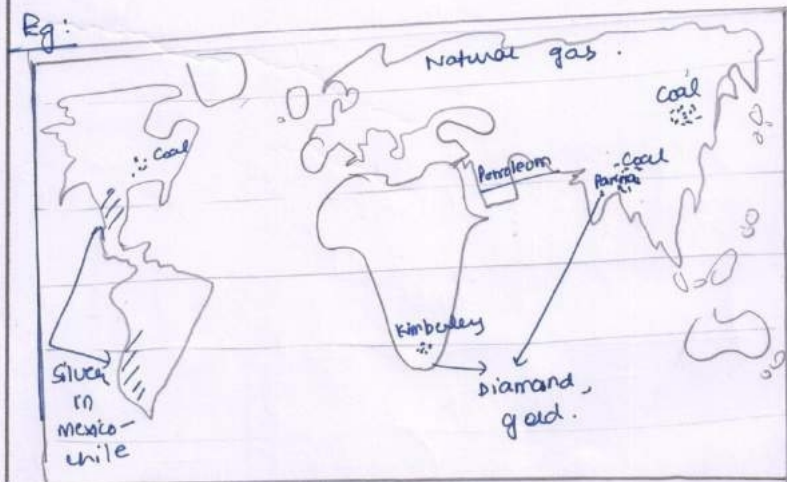 Eg:
Natural gas.
Coal
Coal
Petroleum
Coal
Panna
Kimberley
Silver
in
Mexico-
Chile
Diamond,
gold.